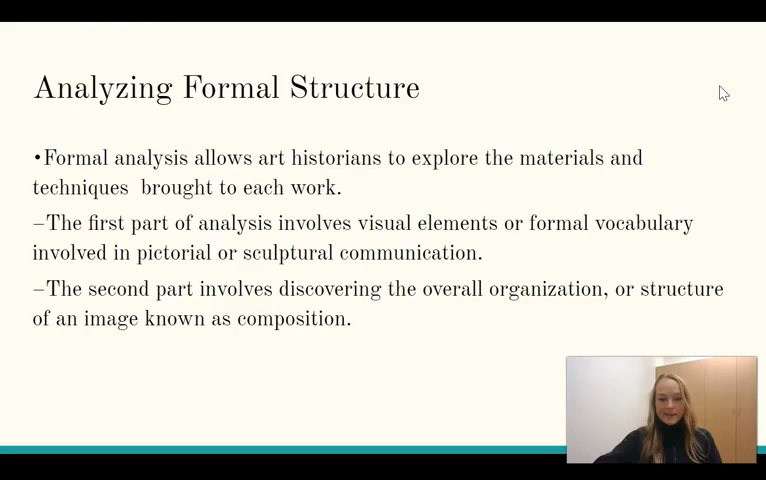 Analyzing Formal Structure
•Formal analysis allows art historians to explore the materials and
techniques  brought to each work.
–The first part of analysis involves visual elements or formal vocabulary
involved in pictorial or sculptural communication.
–The second part involves discovering the overall organization, or structure
of an image known as composition.